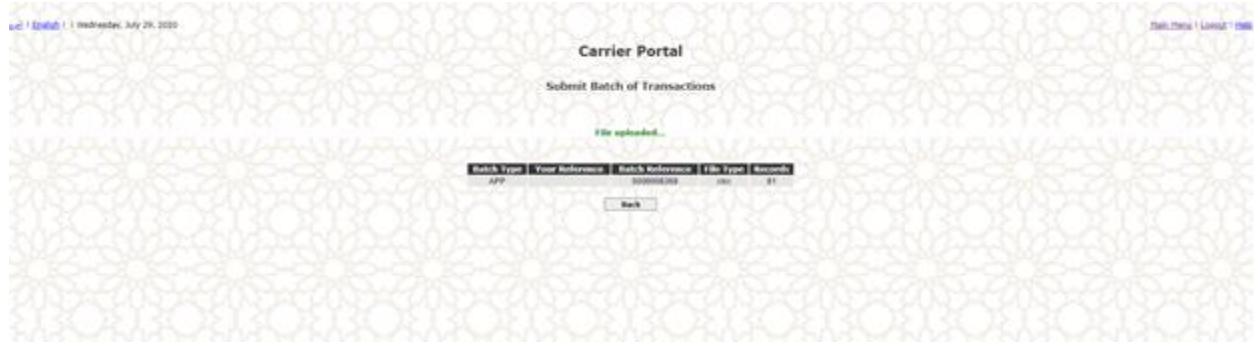 | English | | Wednesday, July 29, 2020
Main Menu | Logout | Help
Carrier Portal
Submit Batch of Transactions
File uploaded...
Batch Type Your Reference Batch Reference File Type Records
APP
Back